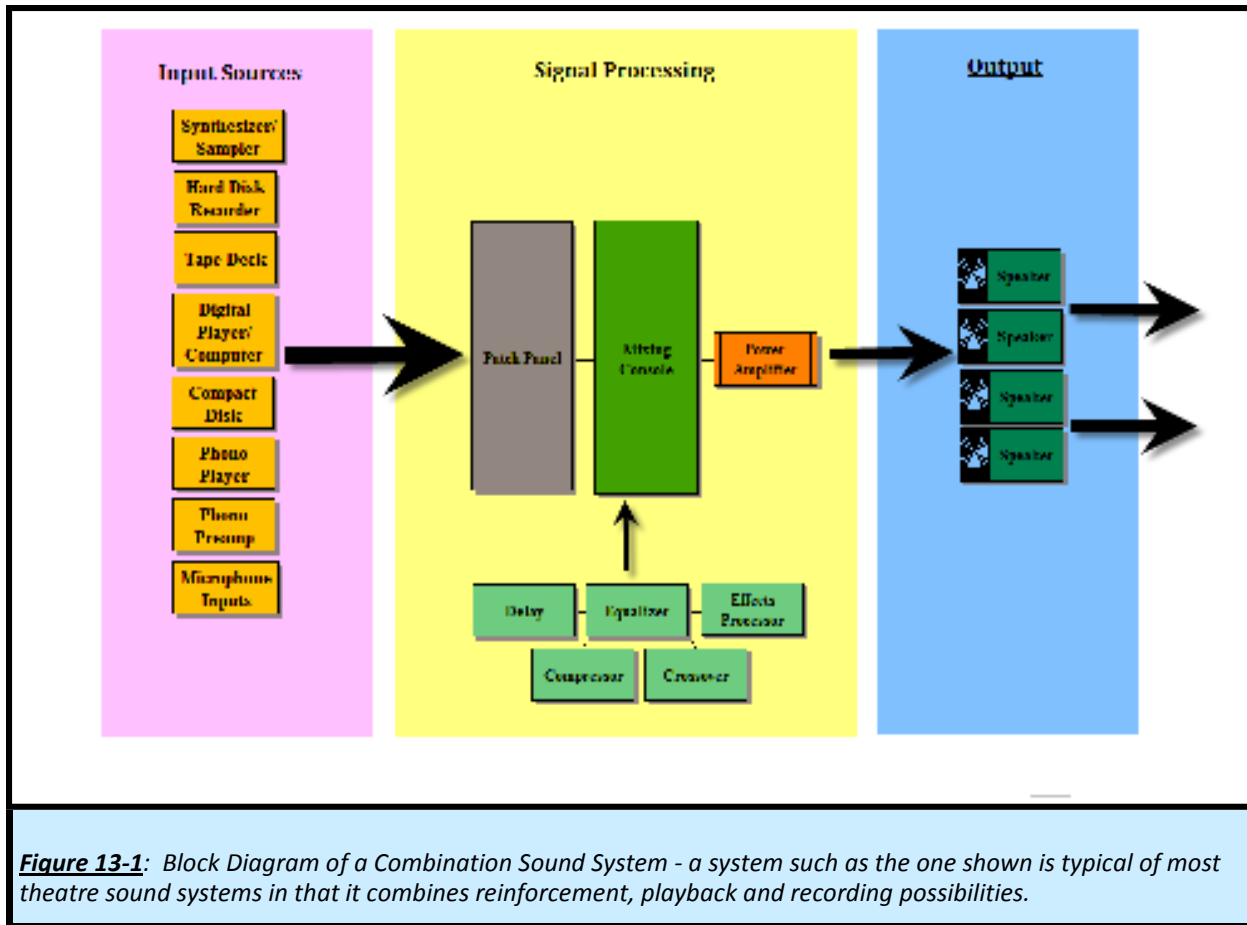 Input Sources
Synthesizer/
Sampler
Hard Disk
Recorder
Tape Deck
Digital
Player/
Computer
Compact
Disk
Phono
Player
Phono
Preamp
Microphone
Inputs
Signal Processing
Patch Panel
Mixing
Console
Power
Amplifier
Delay
Equalizer
Effects
Processor
Compressor
Crossover
Output
Speaker
Speaker
Speaker
Speaker
Figure 13-1: Block Diagram of a Combination Sound System - a system such as the one shown is typical of most
theatre sound systems in that it combines reinforcement, playback and recording possibilities.